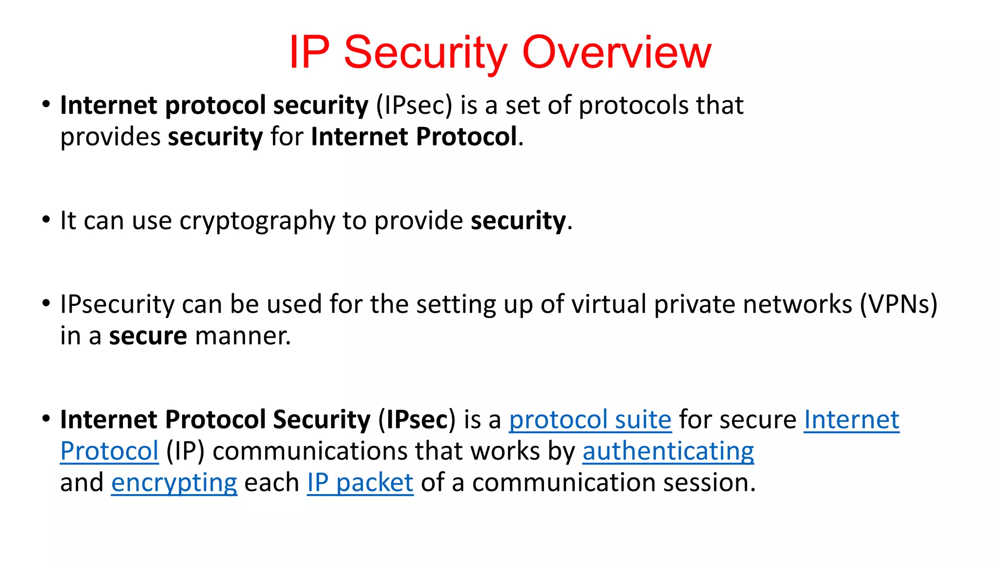 IP Security Overview
• Internet protocol security (IPsec) is a set of protocols that
provides security for Internet Protocol.
• It can use cryptography to provide security.
• IPsecurity can be used for the setting up of virtual private networks (VPNs)
in a secure manner.
• Internet Protocol Security (IPsec) is a protocol suite for secure Internet
Protocol (IP) communications that works by authenticating
and encrypting each IP packet of a communication session.